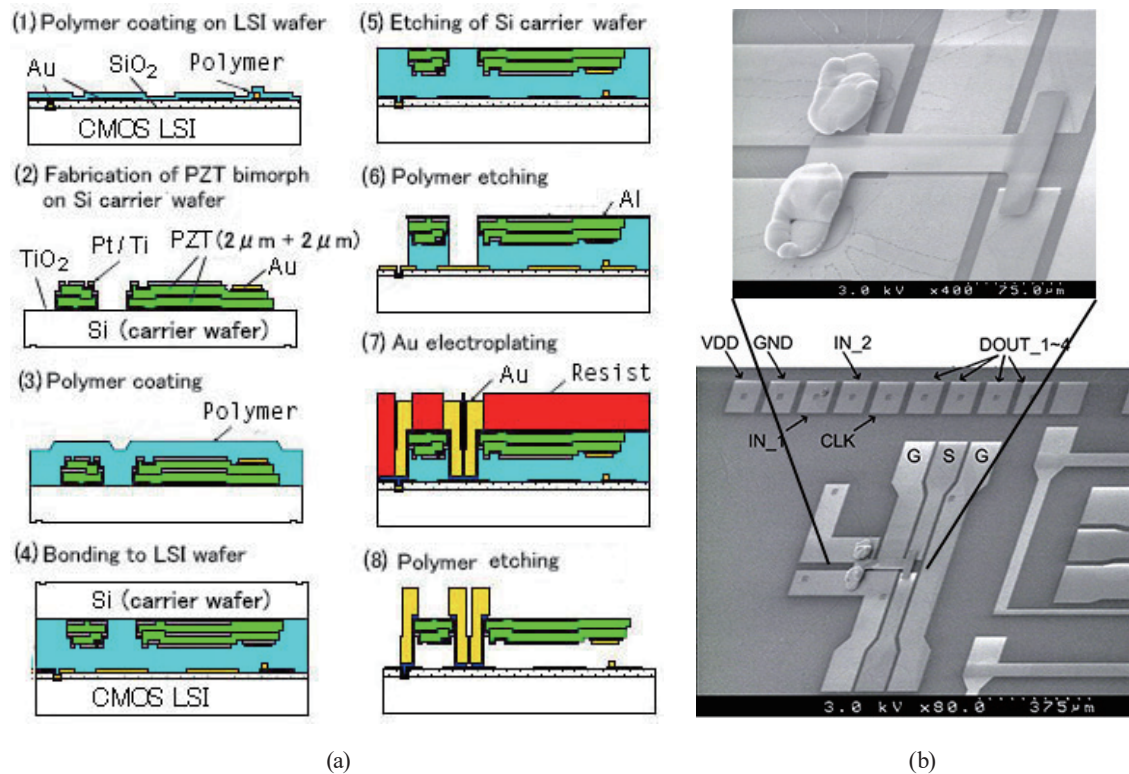 (1) Polymer coating on LSI wafer
Au
SiO₂
Polymer
CMOS LSI
(2) Fabrication of PZT bimorph
on Si carrier wafer
Pt/Ti
PZT(2μm + 2μm)
TiO₂
Au
Si (carrier wafer)
(3) Polymer coating
Polymer
(4) Bonding to LSI wafer
Si (carrier wafer)
CMOS LSI
(5) Etching of Si carrier wafer
(6) Polymer etching
Al
(7) Au electroplating
Au
Resist
(8) Polymer etching
(a)
3.0 kV x400 75.0μm
VDD
GND
IN_2
DOUT_1~4
IN_1
CLK
G S G
3.0 kV x80.0 375μm
(b)